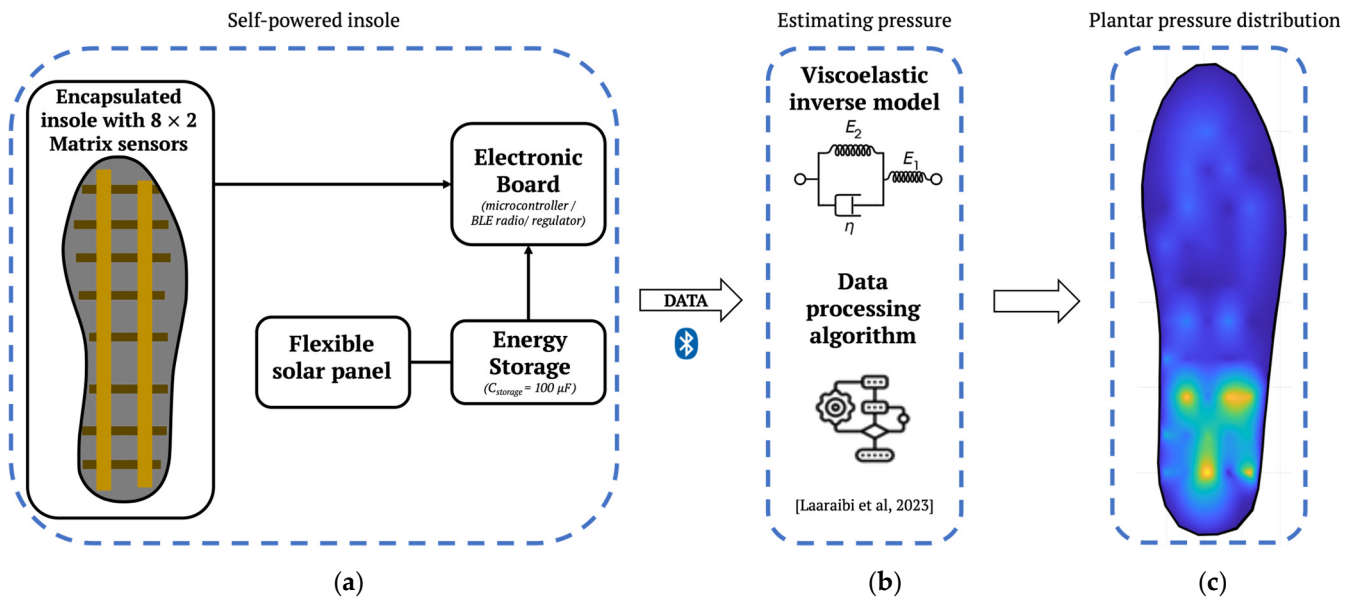 Self-powered insole
Encapsulated
insole with 8 × 2
Matrix sensors
Electronic
Board
(microcontroller /
BLE radio/ regulator)
Flexible
solar panel
Energy
Storage
(Cstorage = 100 µF)
DATA
Estimating pressure
Viscoelastic
inverse model
E2
E1
η
Data
processing
algorithm
[Laaraibi et al, 2023]
Plantar pressure distribution
(a)
(b)
(c)